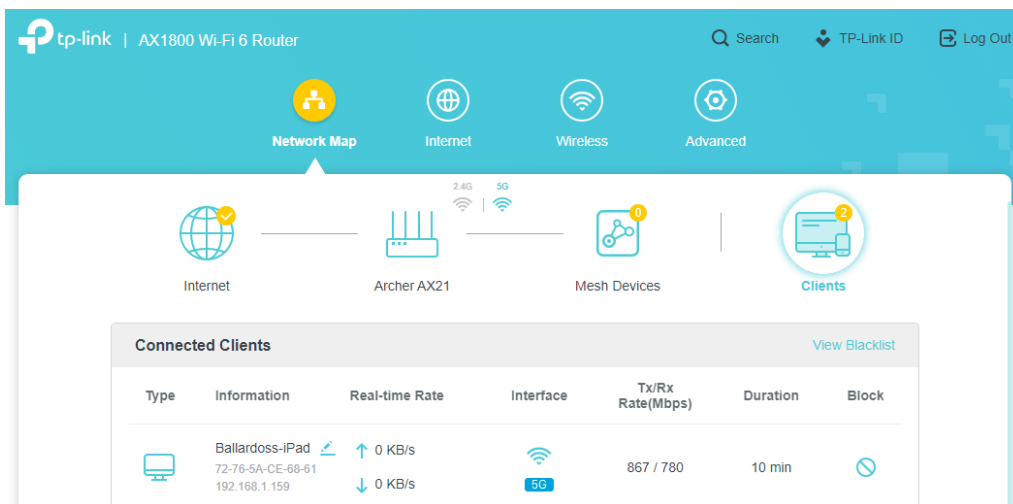 tp-link | AX1800 Wi-Fi 6 Router
Search
TP-Link ID
Log Out
Network Map
Internet
Wireless
Advanced
2.4G
5G
0
2
Internet
Archer AX21
Mesh Devices
Clients
Connected Clients
View Blacklist
Type
Information
Real-time Rate
Interface
Tx/Rx
Rate(Mbps)
Duration
Block
Ballardoss-iPad
72-76-5A-CE-68-61
192.168.1.159
0 KB/s
0 KB/s
5G
867 / 780
10 min